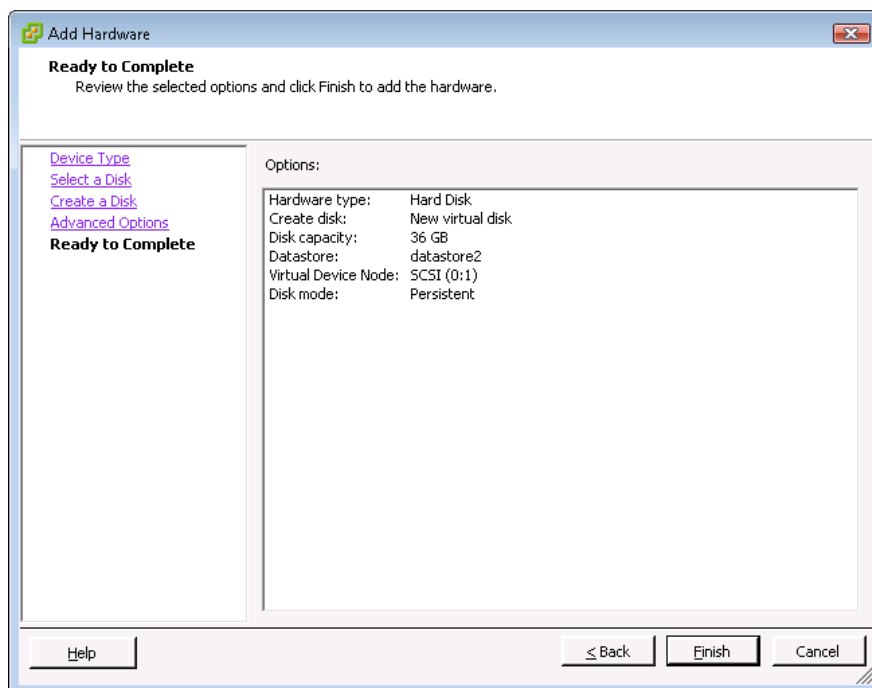 Add Hardware
Ready to Complete
Review the selected options and click Finish to add the hardware.
Device Type
Select a Disk
Create a Disk
Advanced Options
Ready to Complete
Options:
Hardware type: Hard Disk
Create disk: New virtual disk
Disk capacity: 36 GB
Datastore: datastore2
Virtual Device Node: SCSI (0:1)
Disk mode: Persistent
Help
< Back
Finish
Cancel